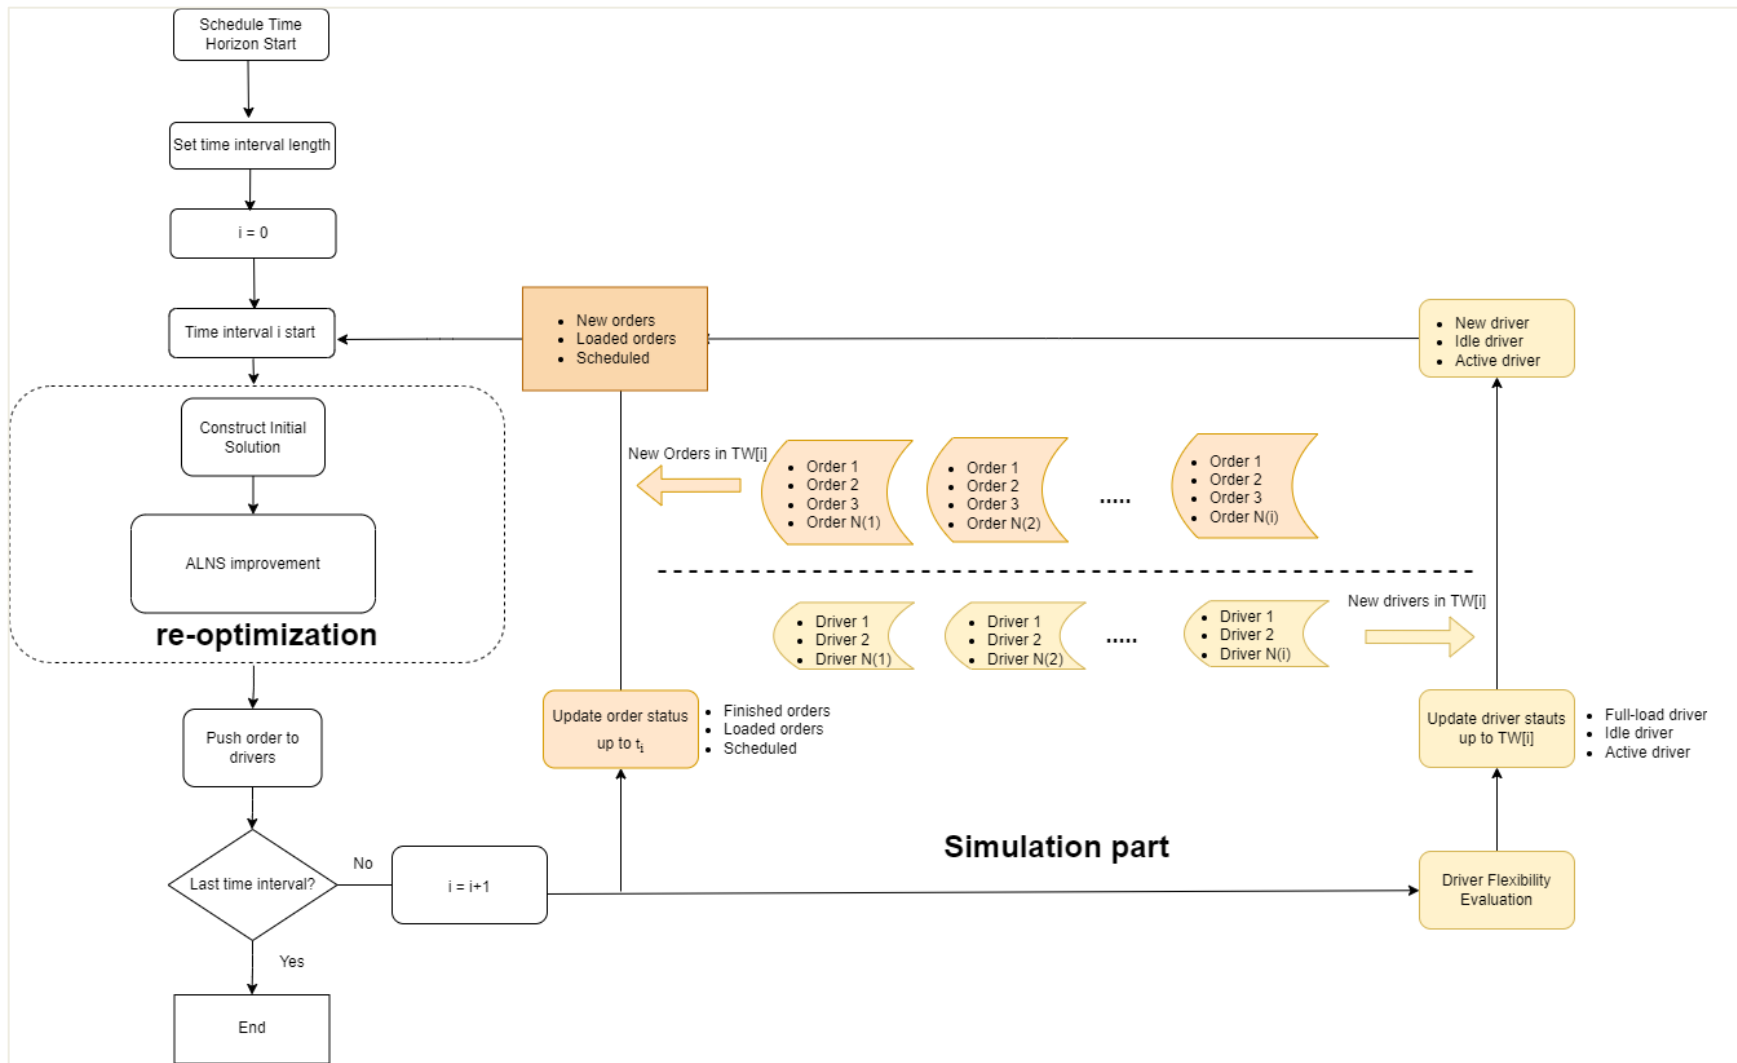 Schedule Time
Horizon Start
Set time interval length
i = 0
Time interval i start
Construct Initial
Solution
ALNS improvement
re-optimization
Push order to
drivers
Last time interval?
No
Yes
End
i = i+1
New orders
Loaded orders
Scheduled
New driver
Idle driver
Active driver
New Orders in TW[i]
Order 1
Order 2
Order 3
Order N(1)
Order 1
Order 2
Order 3
Order N(2)
.....
Order 1
Order 2
Order 3
Order N(i)
Driver 1
Driver 2
Driver N(1)
Driver 1
Driver 2
Driver N(2)
.....
Driver 1
Driver 2
Driver N(i)
New drivers in TW[i]
Update order status
up to ti
Finished orders
Loaded orders
Scheduled
Update driver stauts
up to TW[i]
Full-load driver
Idle driver
Active driver
Simulation part
Driver Flexibility
Evaluation